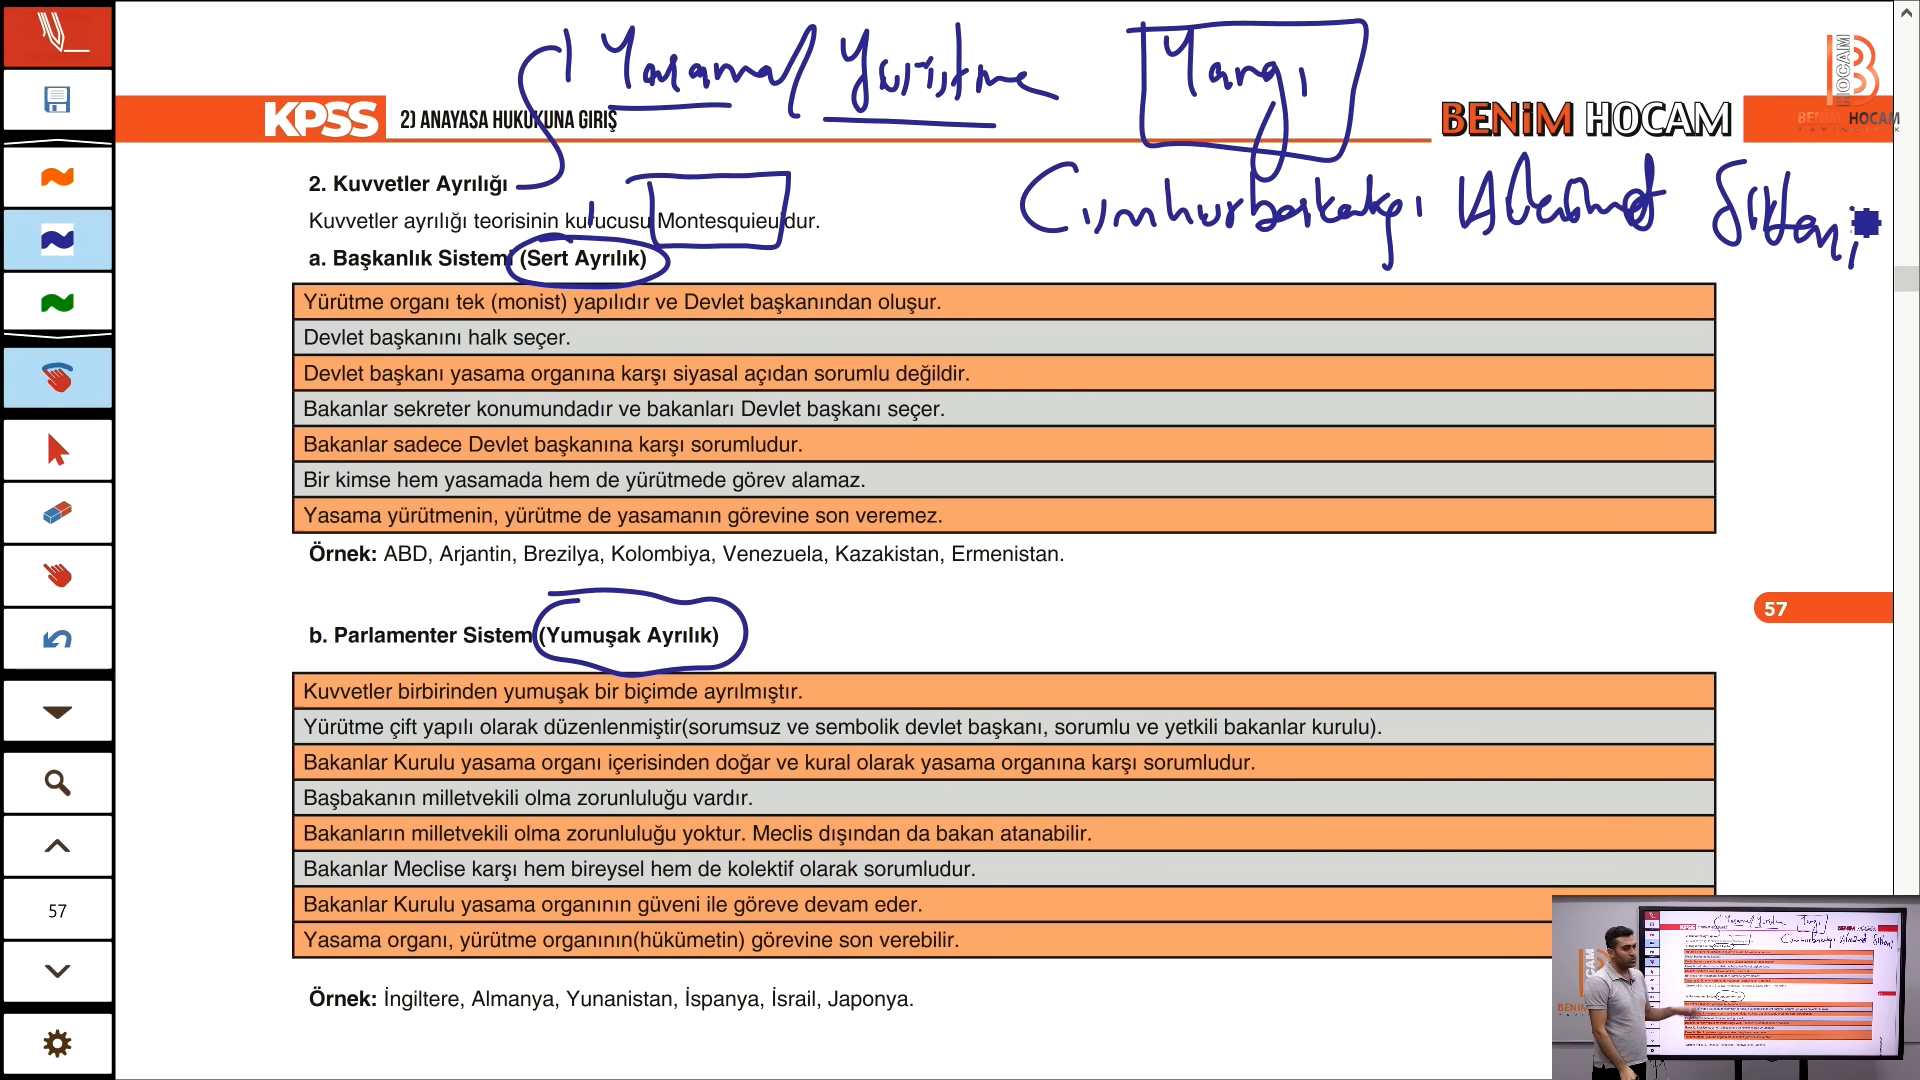 Yasama / Yürütme Yargı
KPSS 2) ANAYASA HUKUKUNA GİRİŞ BENiM HOCAM
BENİM HOCAM
YAYINCILIK
2. Kuvvetler Ayrılığı
Cumhurbaşkanlığı Hükümet Sistemi
Kuvvetler ayrılığı teorisinin kurucusu Montesquieu'dur.
a. Başkanlık Sistemi (Sert Ayrılık)
Yürütme organı tek (monist) yapılıdır ve Devlet başkanından oluşur.
Devlet başkanını halk seçer.
Devlet başkanı yasama organına karşı siyasal açıdan sorumlu değildir.
Bakanlar sekreter konumundadır ve bakanları Devlet başkanı seçer.
Bakanlar sadece Devlet başkanına karşı sorumludur.
Bir kimse hem yasamada hem de yürütmede görev alamaz.
Yasama yürütmenin, yürütme de yasamanın görevine son veremez.
Örnek: ABD, Arjantin, Brezilya, Kolombiya, Venezuela, Kazakistan, Ermenistan.
57
b. Parlamenter Sistem (Yumuşak Ayrılık)
Kuvvetler birbirinden yumuşak bir biçimde ayrılmıştır.
Yürütme çift yapılı olarak düzenlenmiştir(sorumsuz ve sembolik devlet başkanı, sorumlu ve yetkili bakanlar kurulu).
Bakanlar Kurulu yasama organı içerisinden doğar ve kural olarak yasama organına karşı sorumludur.
Başbakanın milletvekili olma zorunluluğu vardır.
Bakanların milletvekili olma zorunluluğu yoktur. Meclis dışından da bakan atanabilir.
Bakanlar Meclise karşı hem bireysel hem de kolektif olarak sorumludur.
Bakanlar Kurulu yasama organının güveni ile göreve devam eder.
Yasama organı, yürütme organının(hükümetin) görevine son verebilir.
Örnek: İngiltere, Almanya, Yunanistan, İspanya, İsrail, Japonya.
57